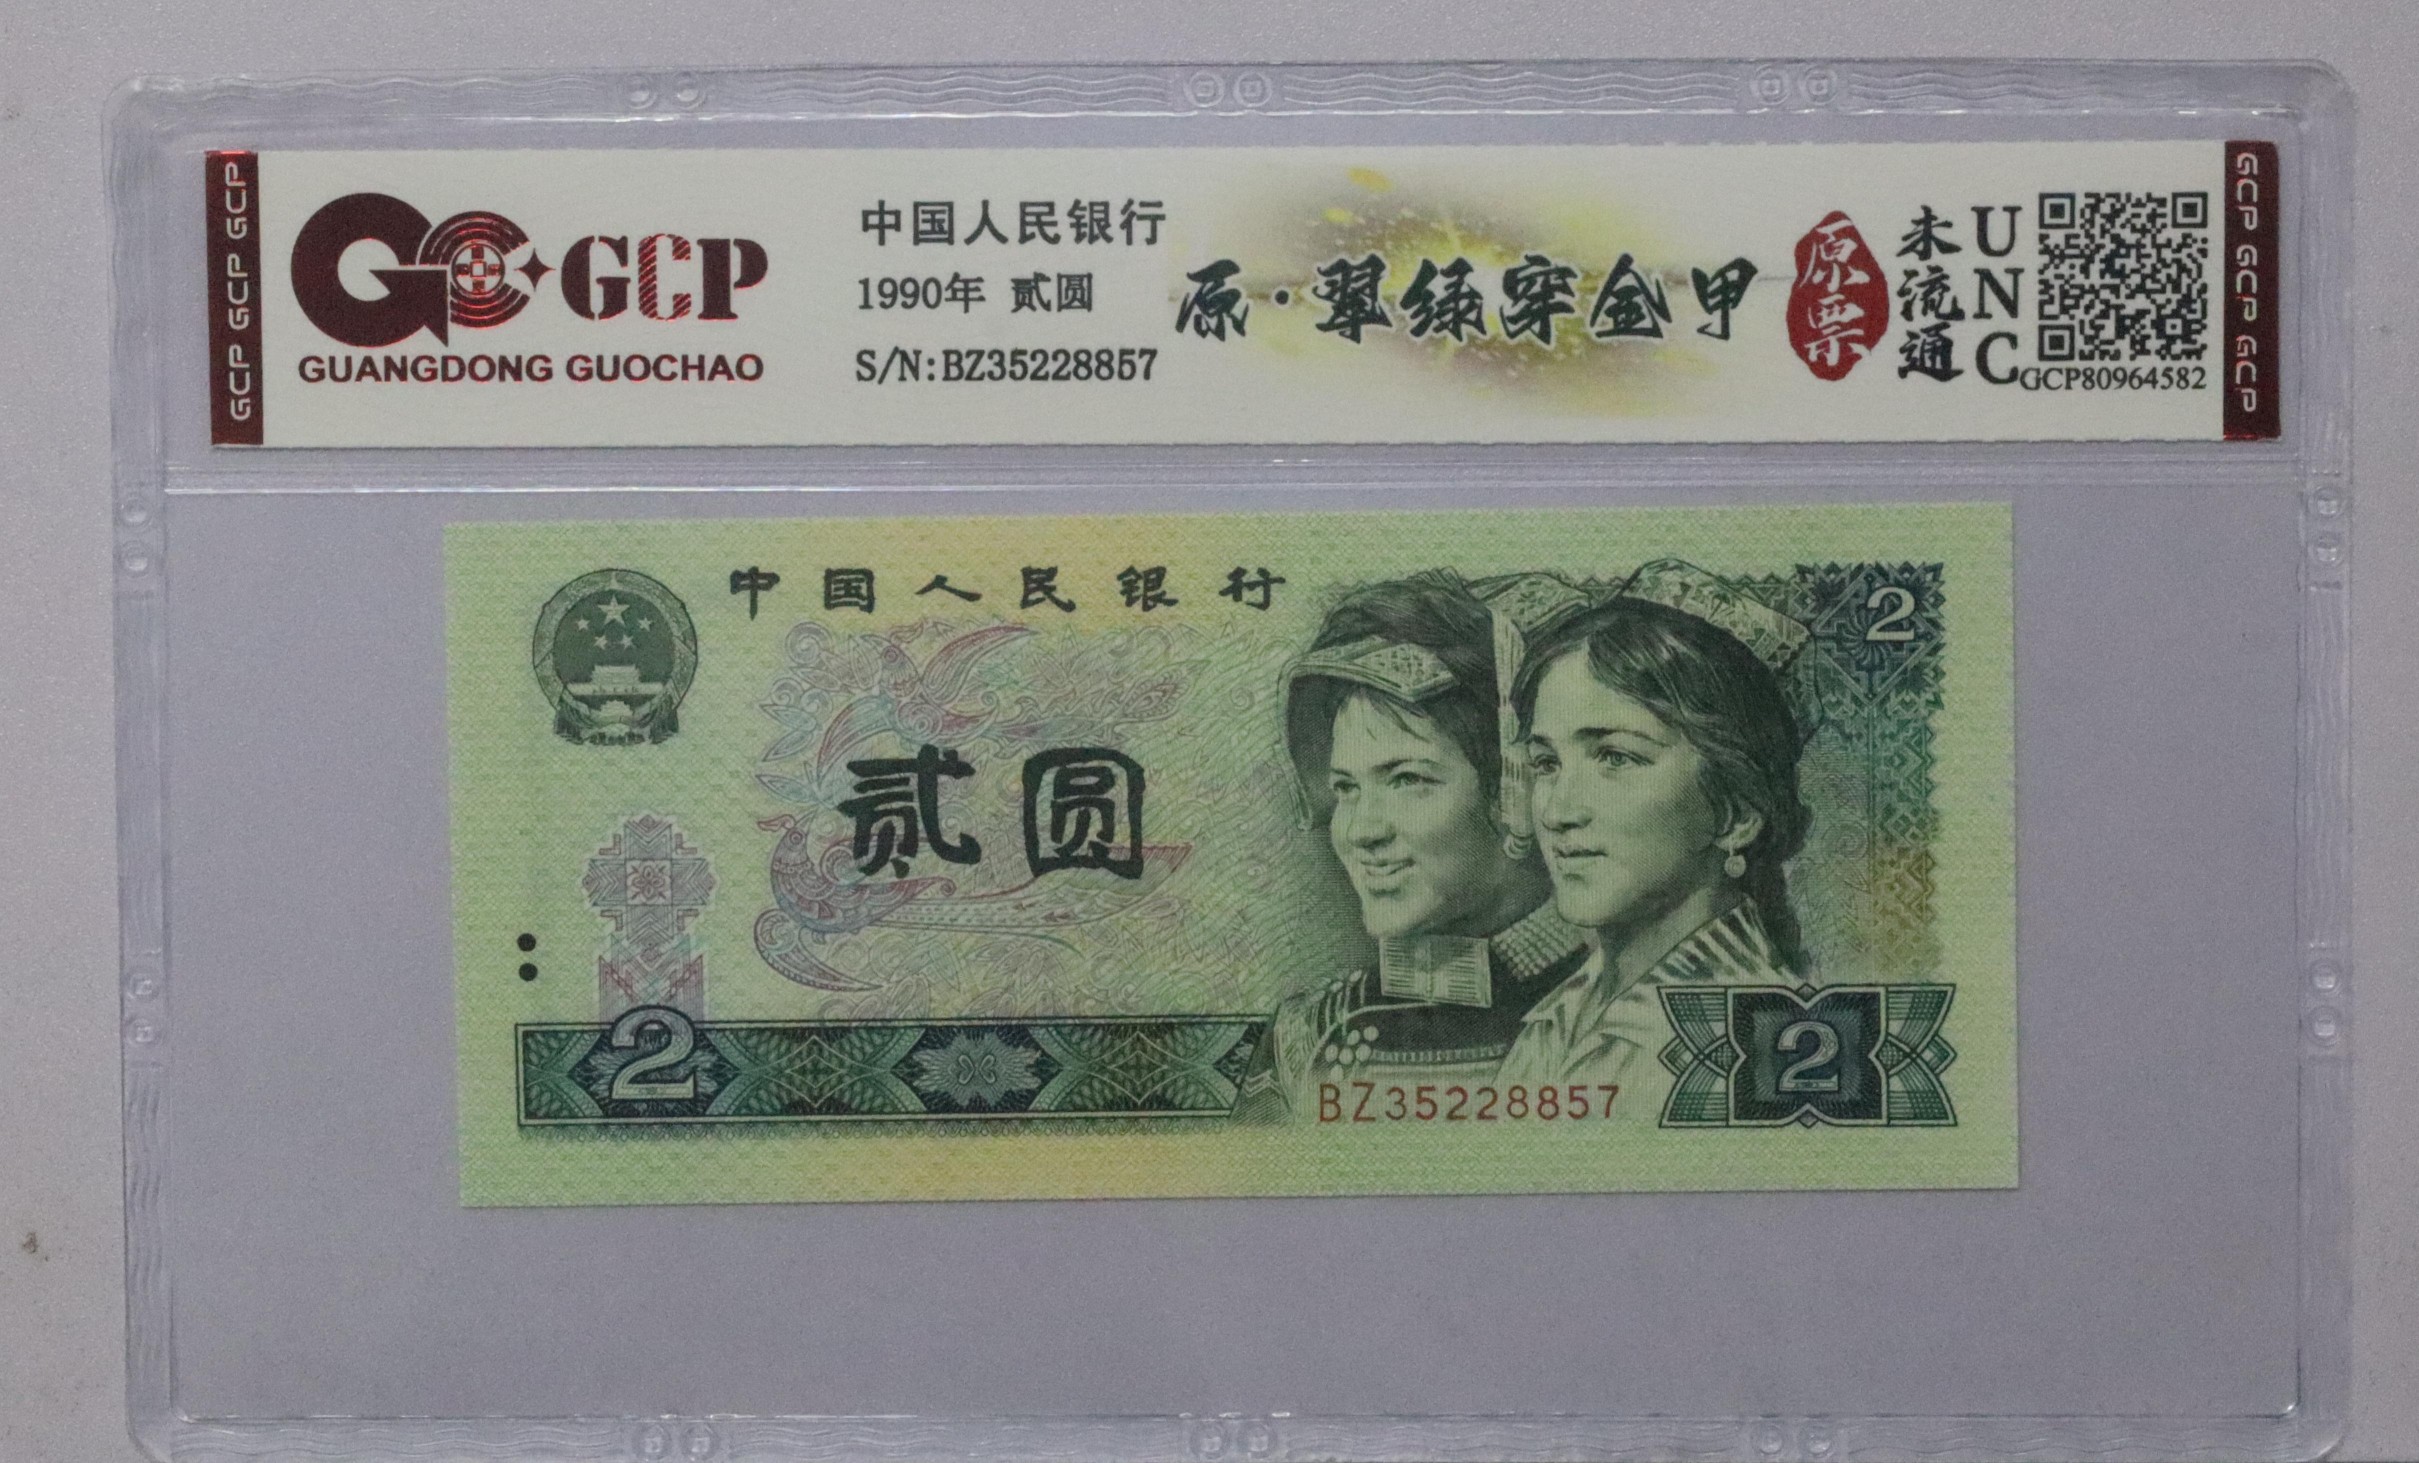 GCP GCP GCP
GCP
GUANGDONG GUOCHAO
中国人民银行
1990年 贰圆
S/N:BZ35228857
原·翠绿穿金甲
原票
未流通
UNC
GCP80964582
GCP GCP GCP
中国人民银行
2
贰圆
2
2
BZ35228857